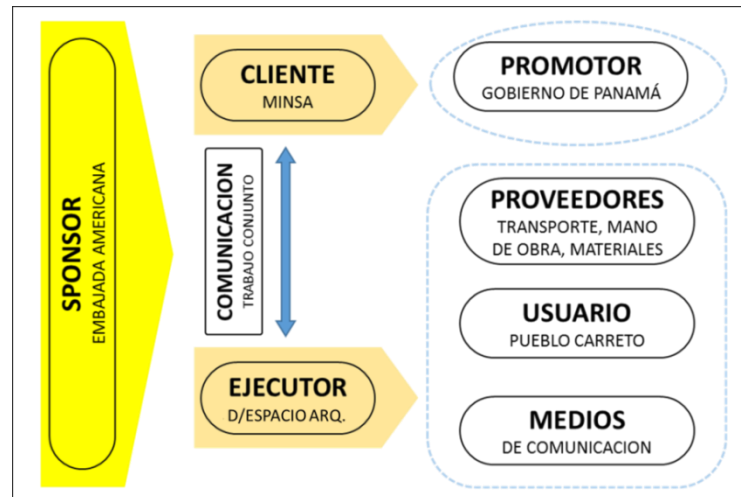 SPONSOR
EMBAJADA AMERICANA
CLIENTE
MINSA
COMUNICACION
TRABAJO CONJUNTO
EJECUTOR
D/ESPACIO ARQ.
PROMOTOR
GOBIERNO DE PANAMÁ
PROVEEDORES
TRANSPORTE, MANO
DE OBRA, MATERIALES
USUARIO
PUEBLO CARRETO
MEDIOS
DE COMUNICACION